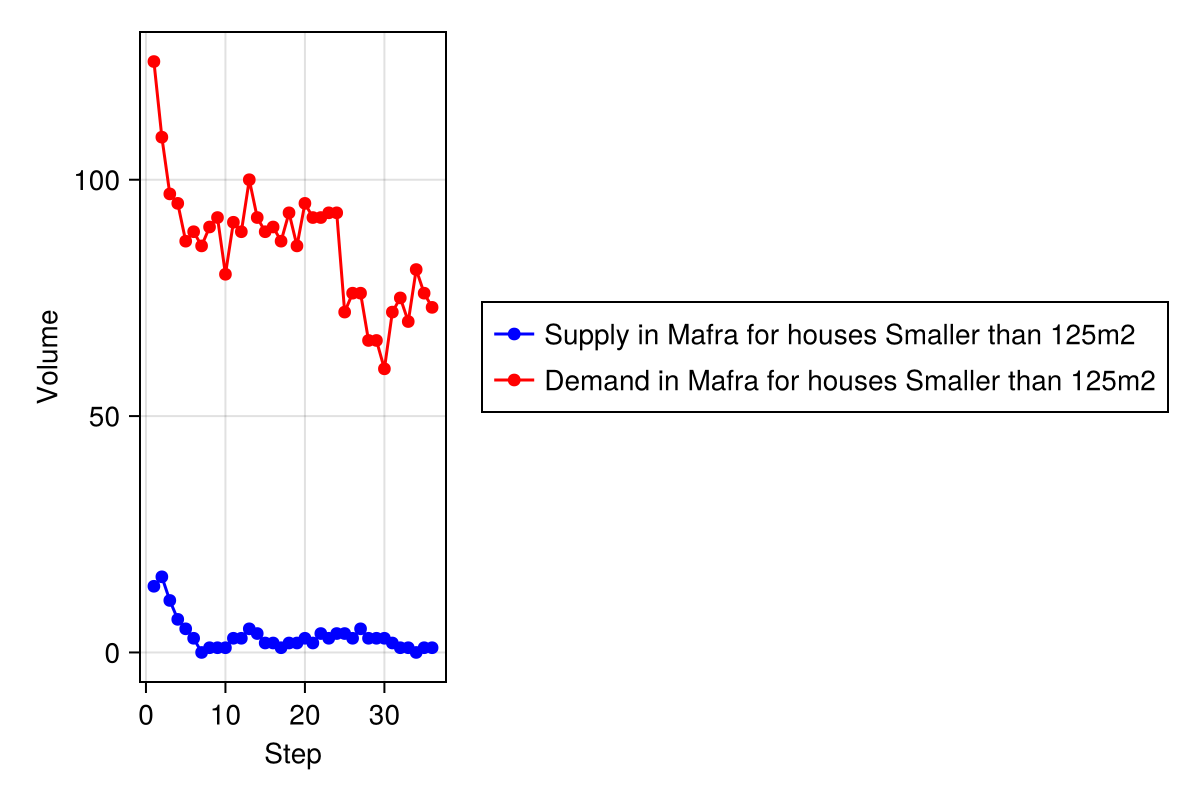 Volume
100
50
0
0 10 20 30
Step
Supply in Mafra for houses Smaller than 125m2
Demand in Mafra for houses Smaller than 125m2